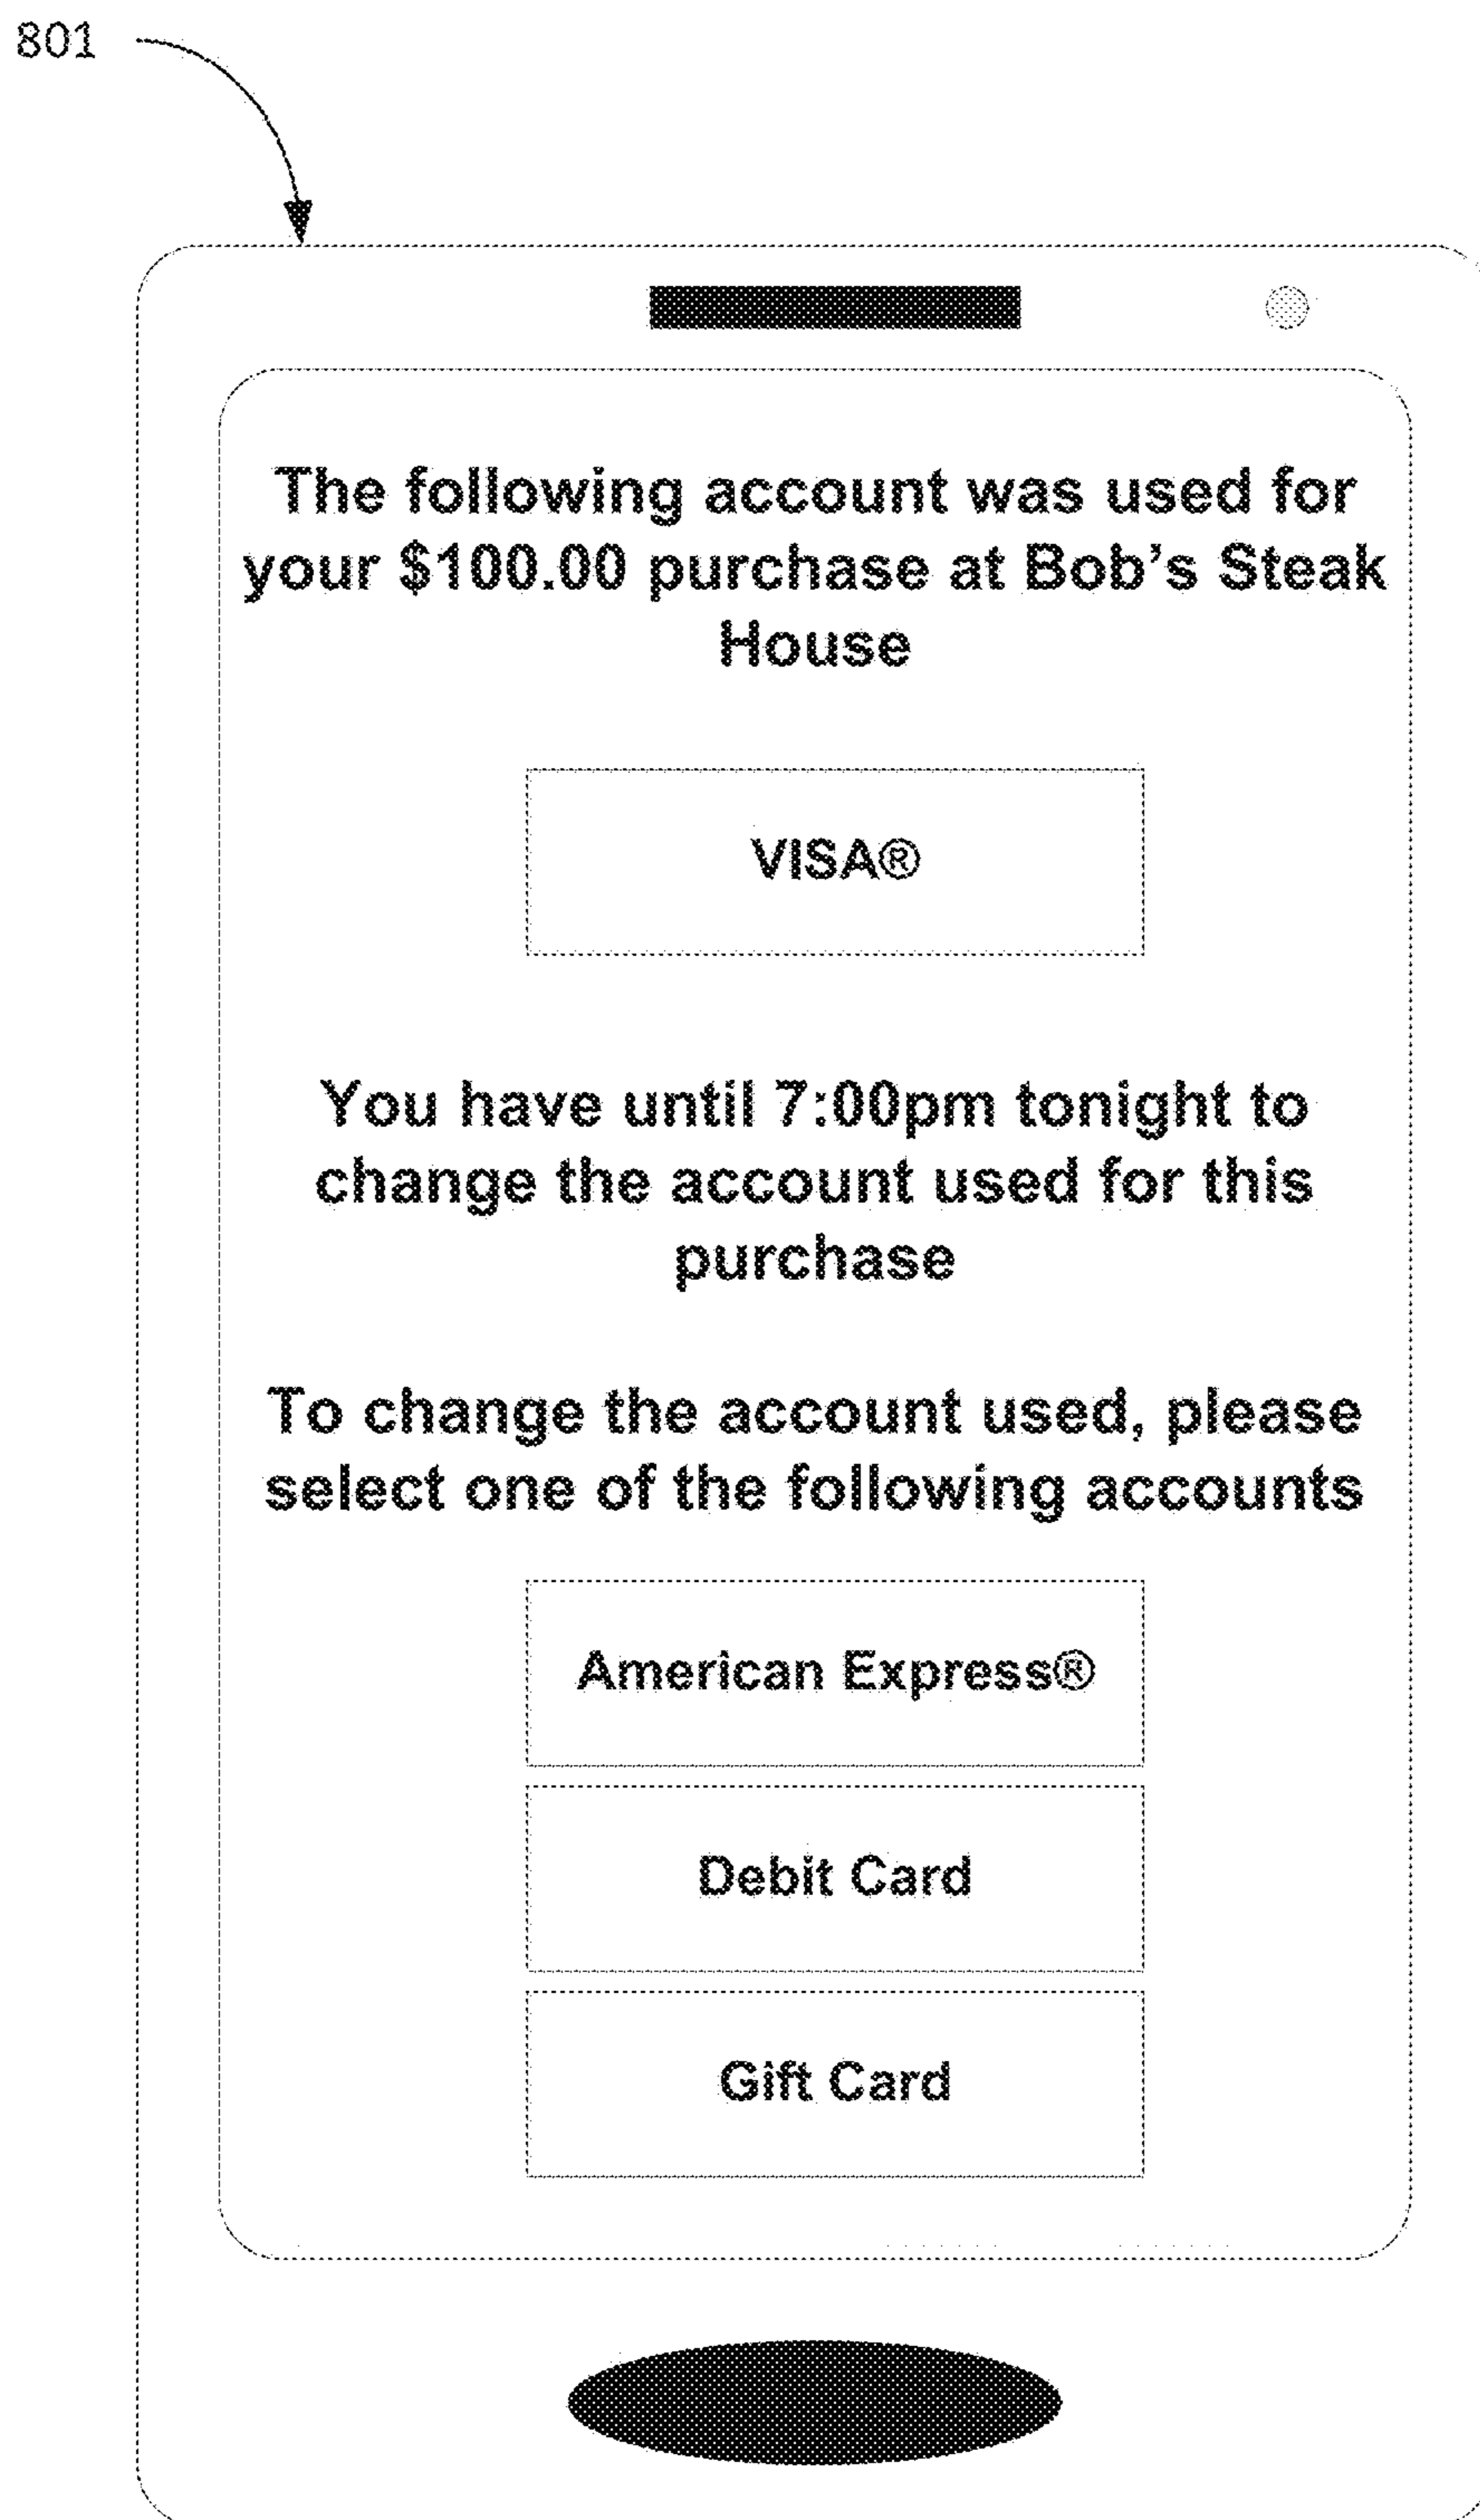 801
The following account was used for
your $100.00 purchase at Bob’s Steak
House
VISA®
You have until 7:00pm tonight to
change the account used for this
purchase
To change the account used, please
select one of the following accounts
American Express®
Debit Card
Gift Card